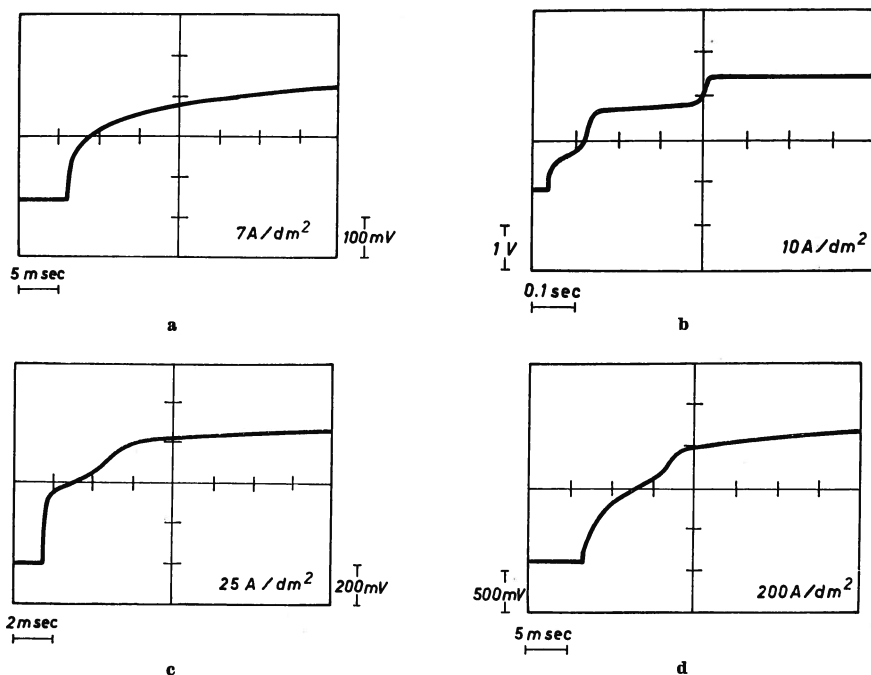 7A/dm²
100mV
5 msec
a
1 V
10A/dm²
0.1 sec
b
25 A/dm²
200mV
2msec
c
500mV
200A/dm²
5 msec
d